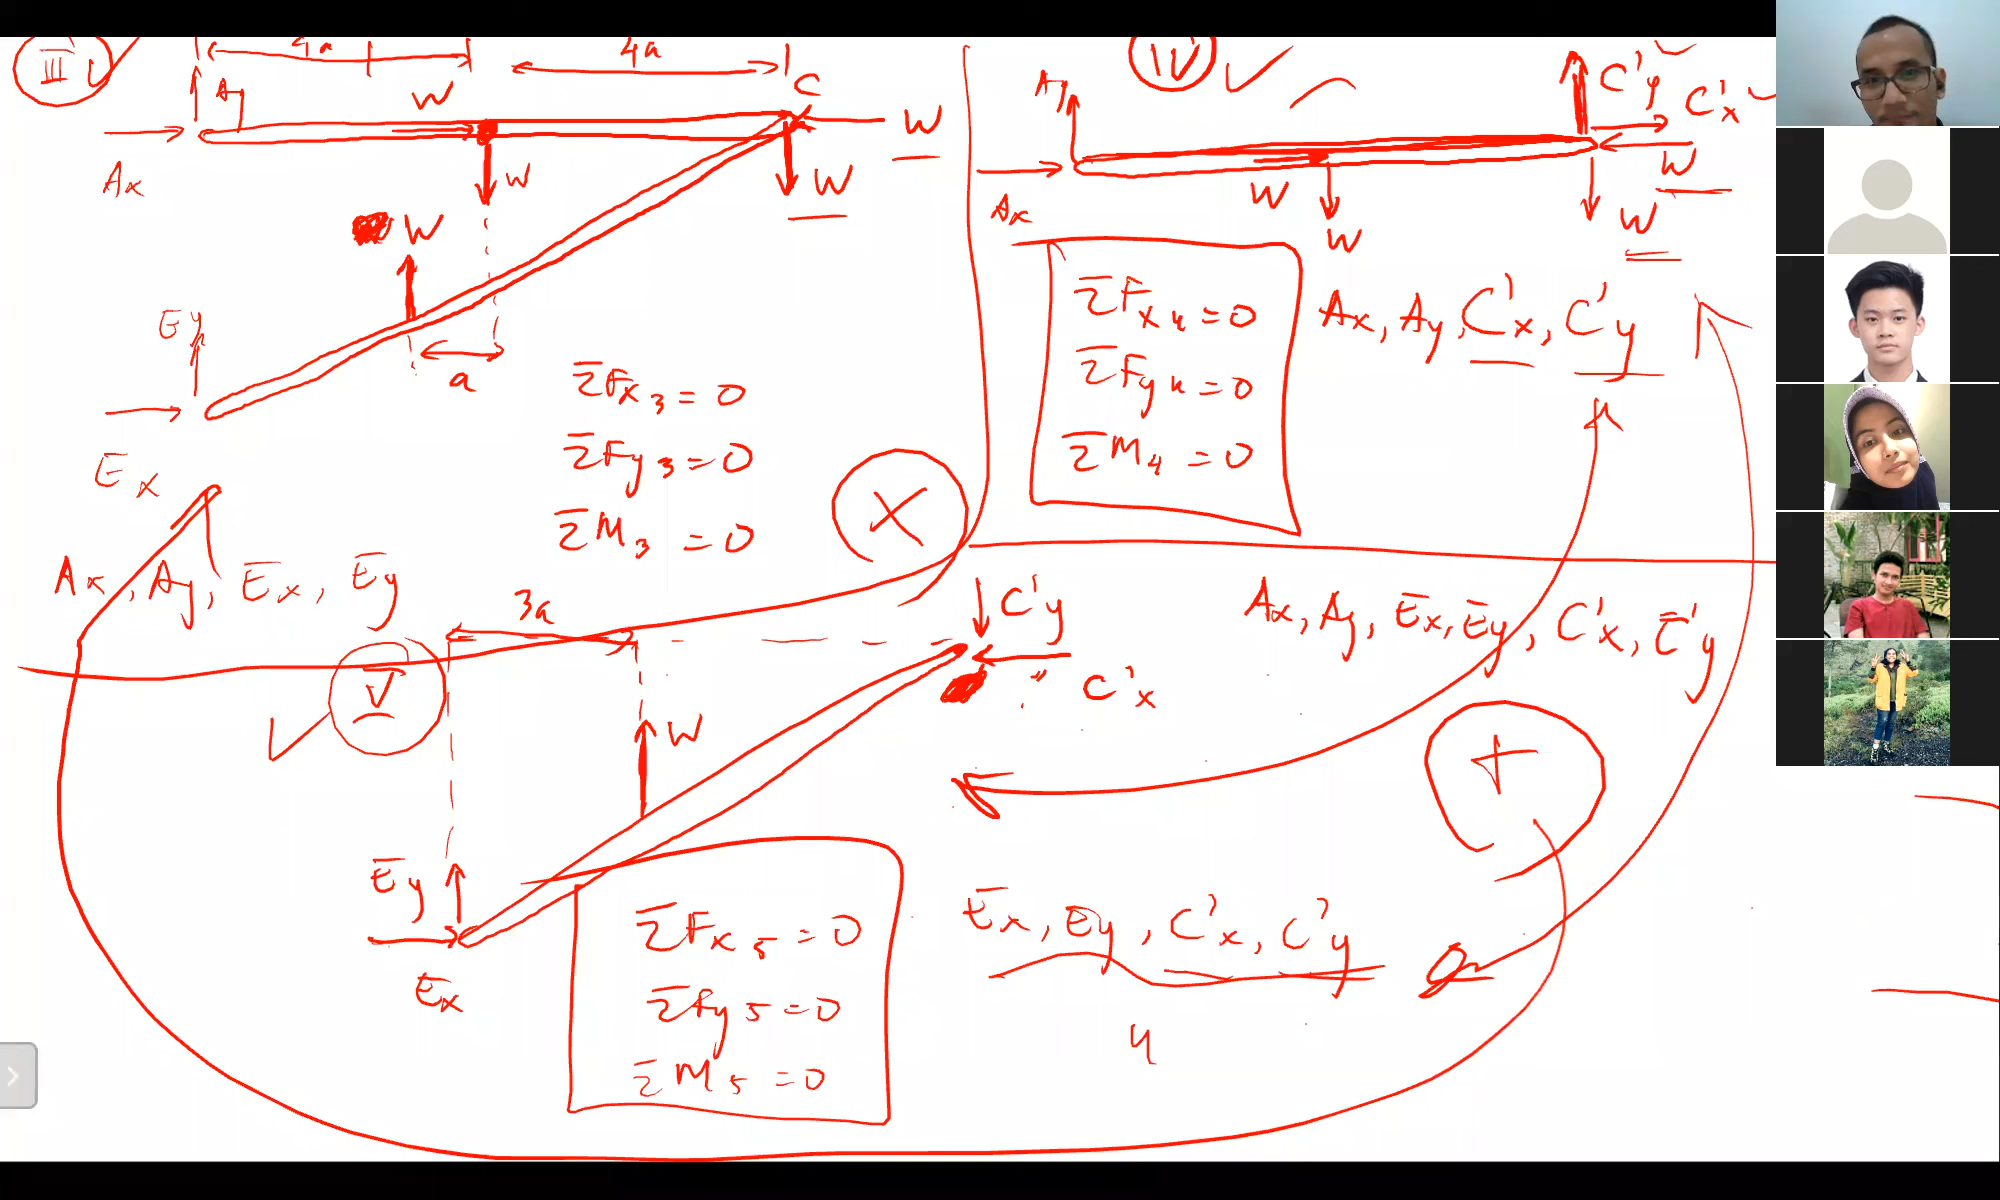 III
4a
4a
Ay
W
C
W
Ax
W
W
W
Ey
a
Ex
ΣFx3 = 0
ΣFy3 = 0
ΣM3 = 0
Ax, Ay, Ex, Ey
X
IV
Ay
C'y
C'x
W
Ax
W
W
W
ΣFx4 = 0
ΣFy4 = 0
ΣM4 = 0
Ax, Ay, C'x, C'y
V
3a
C'y
C'x
W
Ey
Ex
ΣFx5 = 0
ΣFy5 = 0
ΣM5 = 0
Ax, Ay, Ex, Ey, C'x, C'y
+
Ex, Ey, C'x, C'y
4